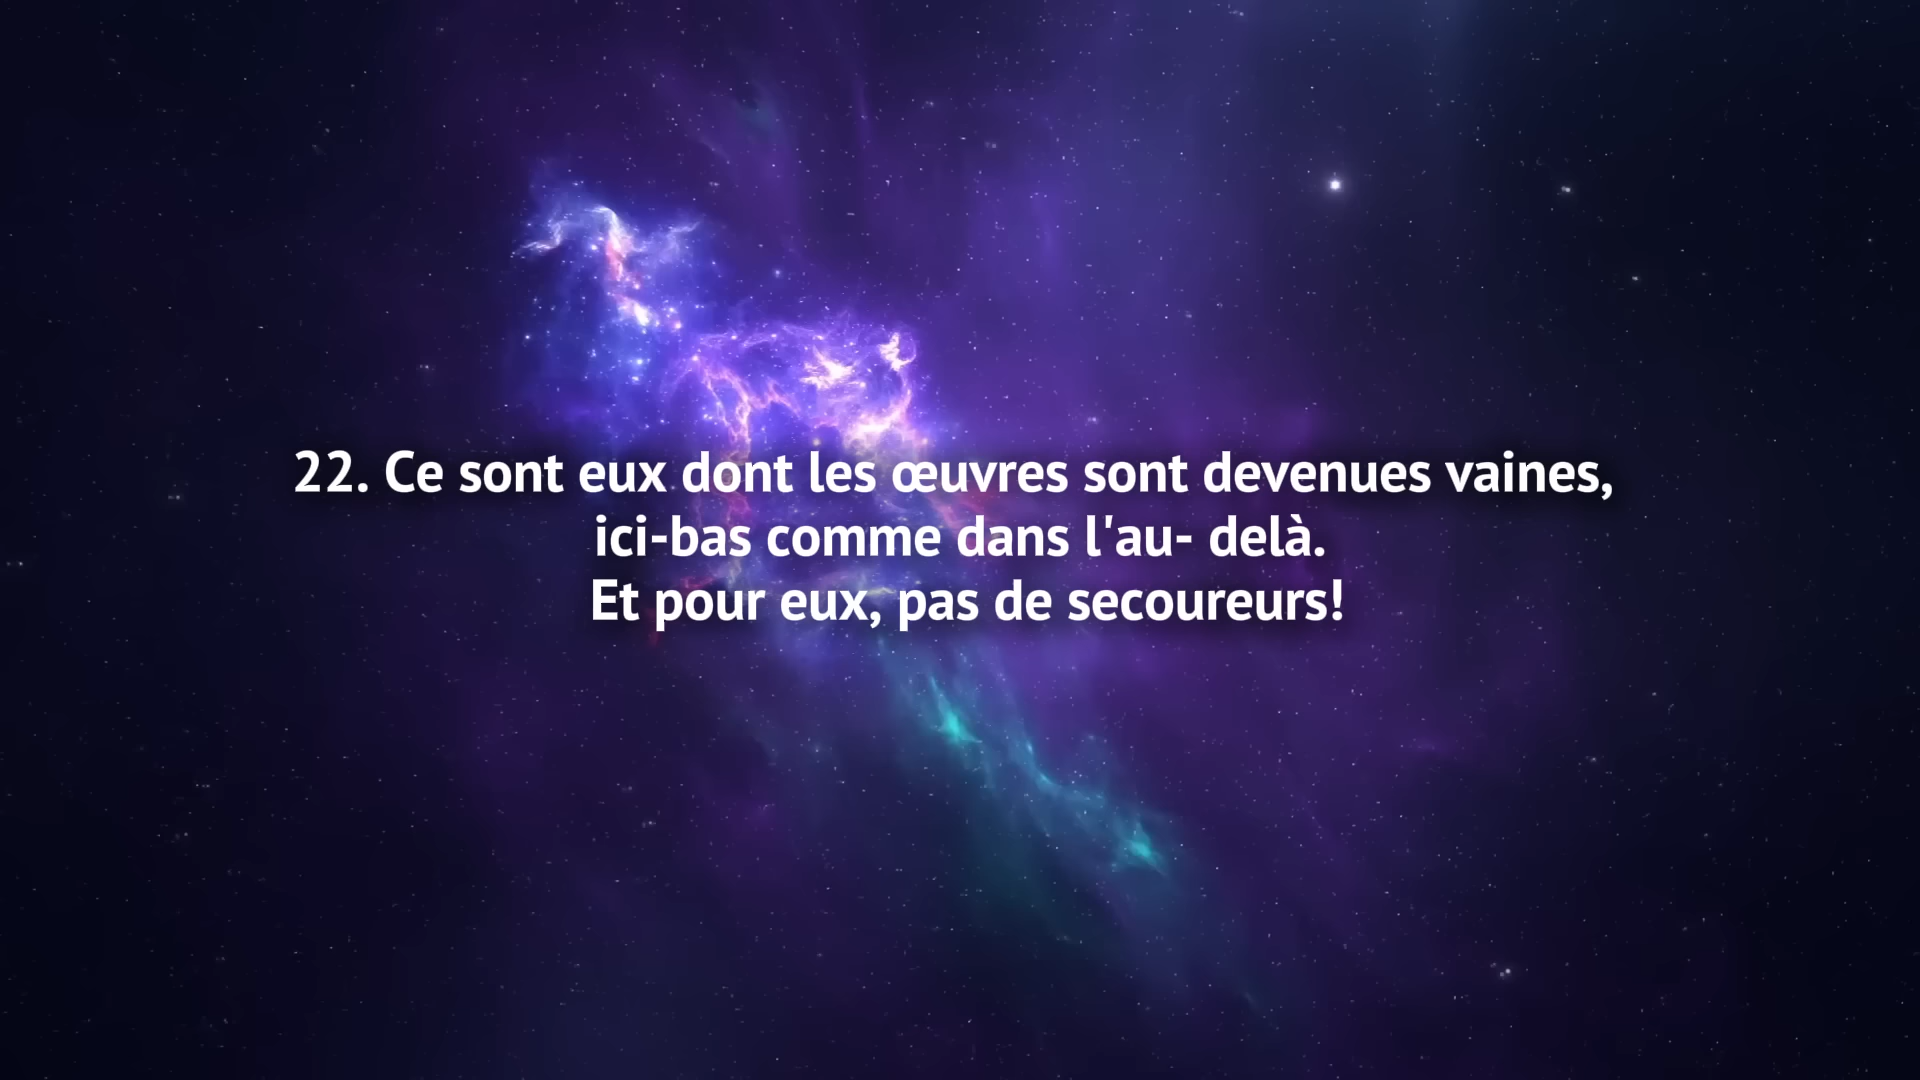 22. Ce sont eux dont les œuvres sont devenues vaines,
ici-bas comme dans l'au- delà.
Et pour eux, pas de secoureurs!